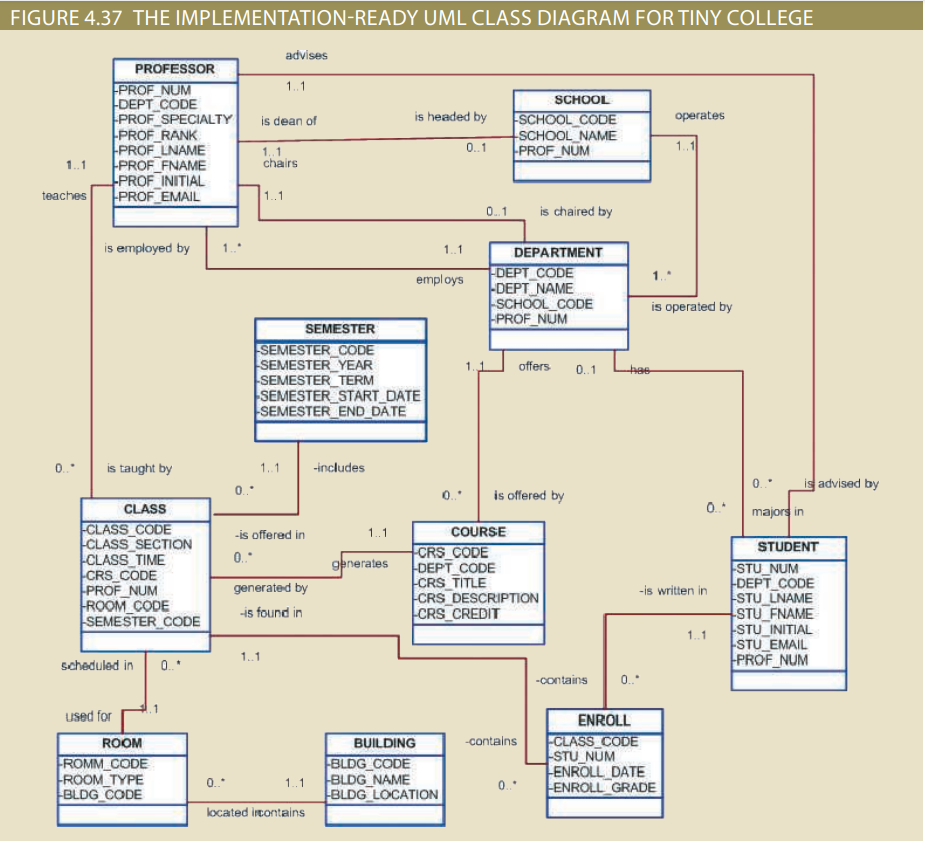 FIGURE 4.37 THE IMPLEMENTATION-READY UML CLASS DIAGRAM FOR TINY COLLEGE
advises
1..1
PROFESSOR
-PROF_NUM
-DEPT_CODE
-PROF_SPECIALTY
-PROF_RANK
-PROF_LNAME
-PROF_FNAME
-PROF_INITIAL
-PROF_EMAIL
is dean of
1..1
is headed by
0..1
SCHOOL
-SCHOOL_CODE
-SCHOOL_NAME
-PROF_NUM
operates
1..1
chairs
1..1
1..1
teaches
0..1
is chaired by
is employed by
1..*
1..1
employs
DEPARTMENT
-DEPT_CODE
-DEPT_NAME
-SCHOOL_CODE
-PROF_NUM
1..*
is operated by
SEMESTER
-SEMESTER_CODE
-SEMESTER_YEAR
-SEMESTER_TERM
-SEMESTER_START_DATE
-SEMESTER_END_DATE
1..1
offers
0..1
has
0..*
is taught by
1..1
-includes
0..*
0..*
is offered by
0..*
is advised by
0..*
majors in
CLASS
-CLASS_CODE
-CLASS_SECTION
-CLASS_TIME
-CRS_CODE
-PROF_NUM
-ROOM_CODE
-SEMESTER_CODE
-is offered in
0..*
generated by
1..1
generates
COURSE
-CRS_CODE
-DEPT_CODE
-CRS_TITLE
-CRS_DESCRIPTION
-CRS_CREDIT
STUDENT
-STU_NUM
-DEPT_CODE
-STU_LNAME
-STU_FNAME
-STU_INITIAL
-STU_EMAIL
-PROF_NUM
-is found in
1..1
-is written in
1..1
scheduled in
0..*
-contains
0..*
used for
1..1
ROOM
-ROMM_CODE
-ROOM_TYPE
-BLDG_CODE
0..*
1..1
located in
contains
BUILDING
-BLDG_CODE
-BLDG_NAME
-BLDG_LOCATION
-contains
0..*
ENROLL
-CLASS_CODE
-STU_NUM
-ENROLL_DATE
-ENROLL_GRADE